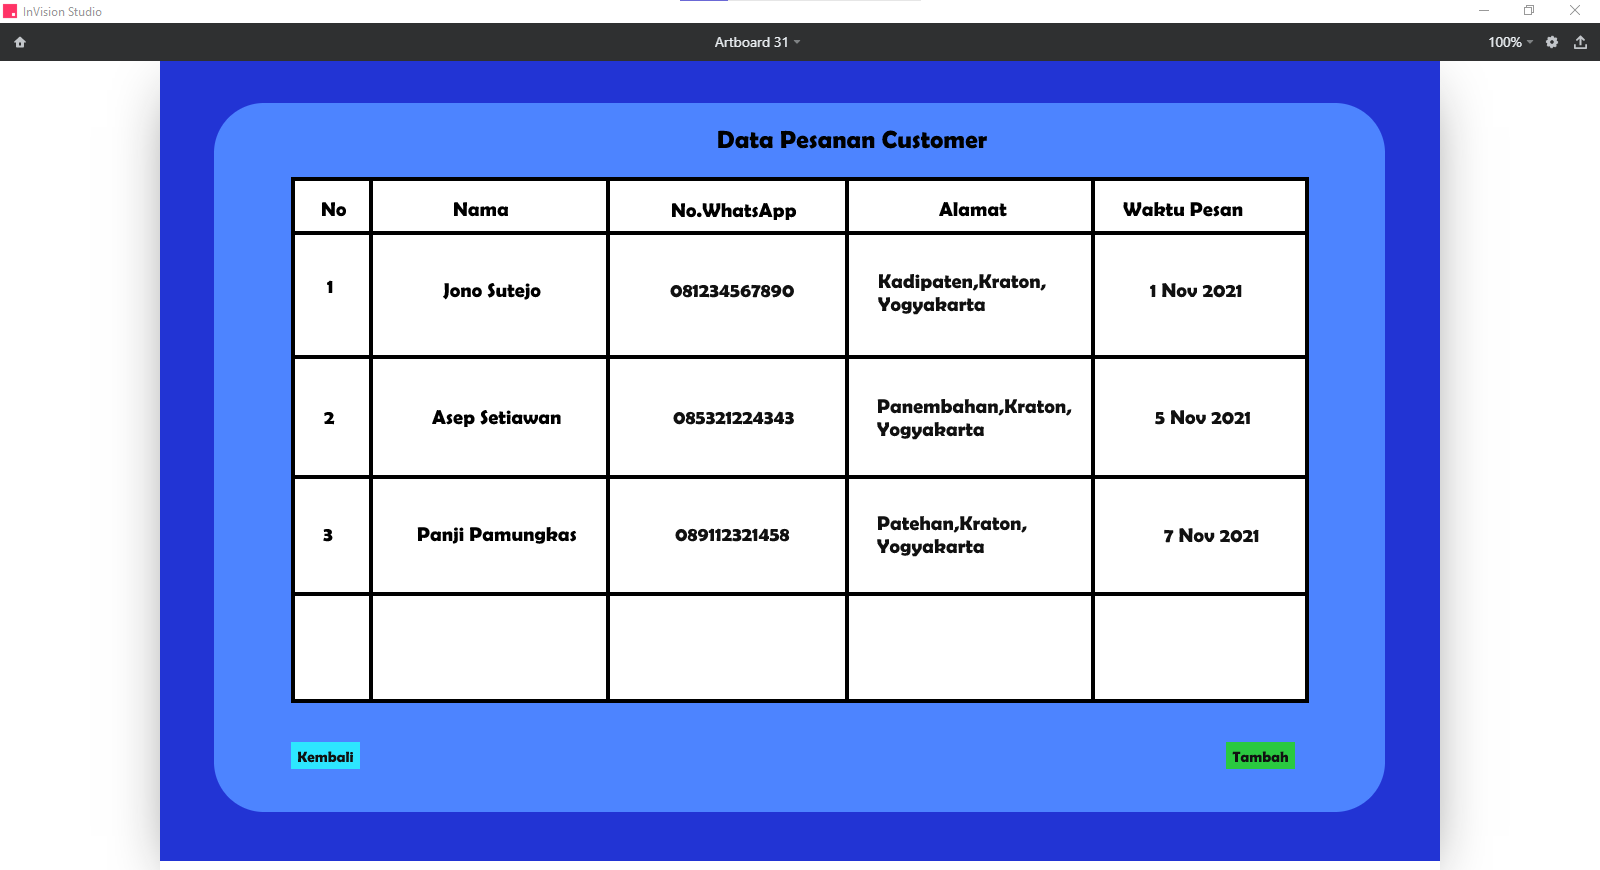 InVision Studio
Artboard 31
100%
Data Pesanan Customer
No Nama No.WhatsApp Alamat Waktu Pesan
1 Jono Sutejo 081234567890 Kadipaten,Kraton, 1 Nov 2021
Yogyakarta
2 Asep Setiawan 085321224343 Panembahan,Kraton, 5 Nov 2021
Yogyakarta
3 Panji Pamungkas 089112321458 Patehan,Kraton, 7 Nov 2021
Yogyakarta
Kembali Tambah